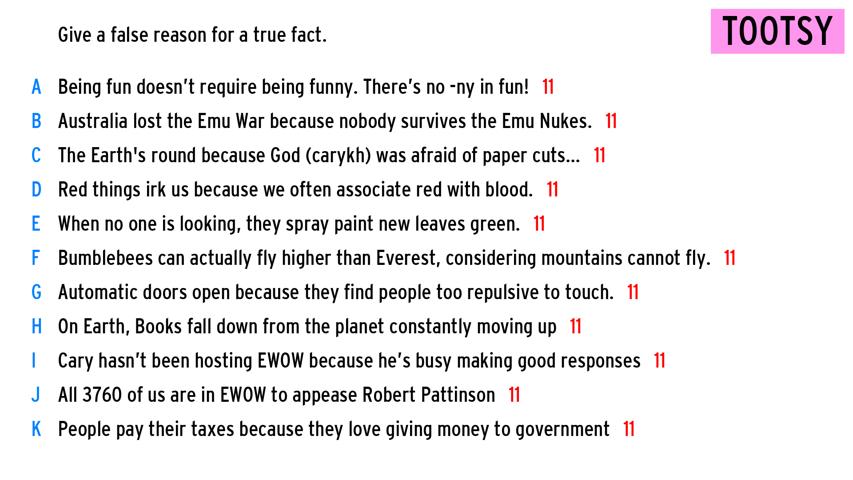 Give a false reason for a true fact.
TOOTSY
A Being fun doesn't require being funny. There's no -ny in fun! 11
B Australia lost the Emu War because nobody survives the Emu Nukes. 11
C The Earth's round because God (carykh) was afraid of paper cuts... 11
D Red things irk us because we often associate red with blood. 11
E When no one is looking, they spray paint new leaves green. 11
F Bumblebees can actually fly higher than Everest, considering mountains cannot fly. 11
G Automatic doors open because they find people too repulsive to touch. 11
H On Earth, Books fall down from the planet constantly moving up 11
I Cary hasn't been hosting EWOW because he's busy making good responses 11
J All 3760 of us are in EWOW to appease Robert Pattinson 11
K People pay their taxes because they love giving money to government 11